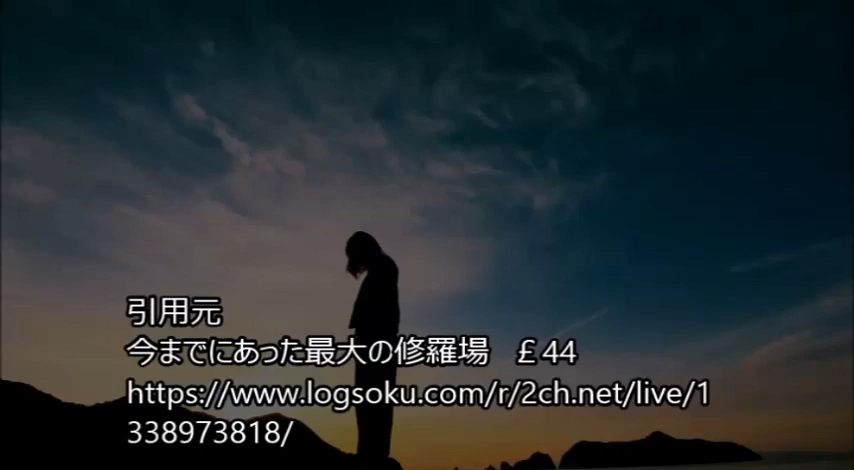 引用元
今までにあった最大の修羅場　￡44
https://www.logsoku.com/r/2ch.net/live/1
338973818/